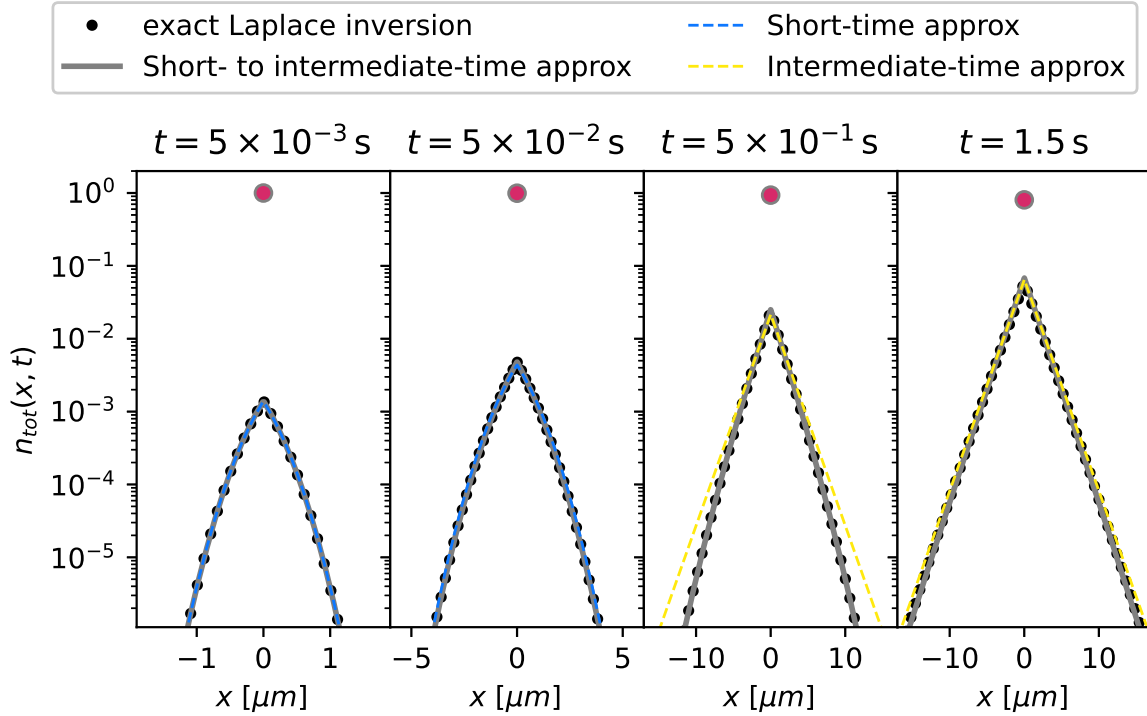 exact Laplace inversion
Short- to intermediate-time approx
Short-time approx
Intermediate-time approx
t = 5 × 10⁻³ s
t = 5 × 10⁻² s
t = 5 × 10⁻¹ s
t = 1.5 s
n_tot(x, t)
10⁰
10⁻¹
10⁻²
10⁻³
10⁻⁴
10⁻⁵
−1 0 1
−5 0 5
−10 0 10
−10 0 10
x [μm]
x [μm]
x [μm]
x [μm]